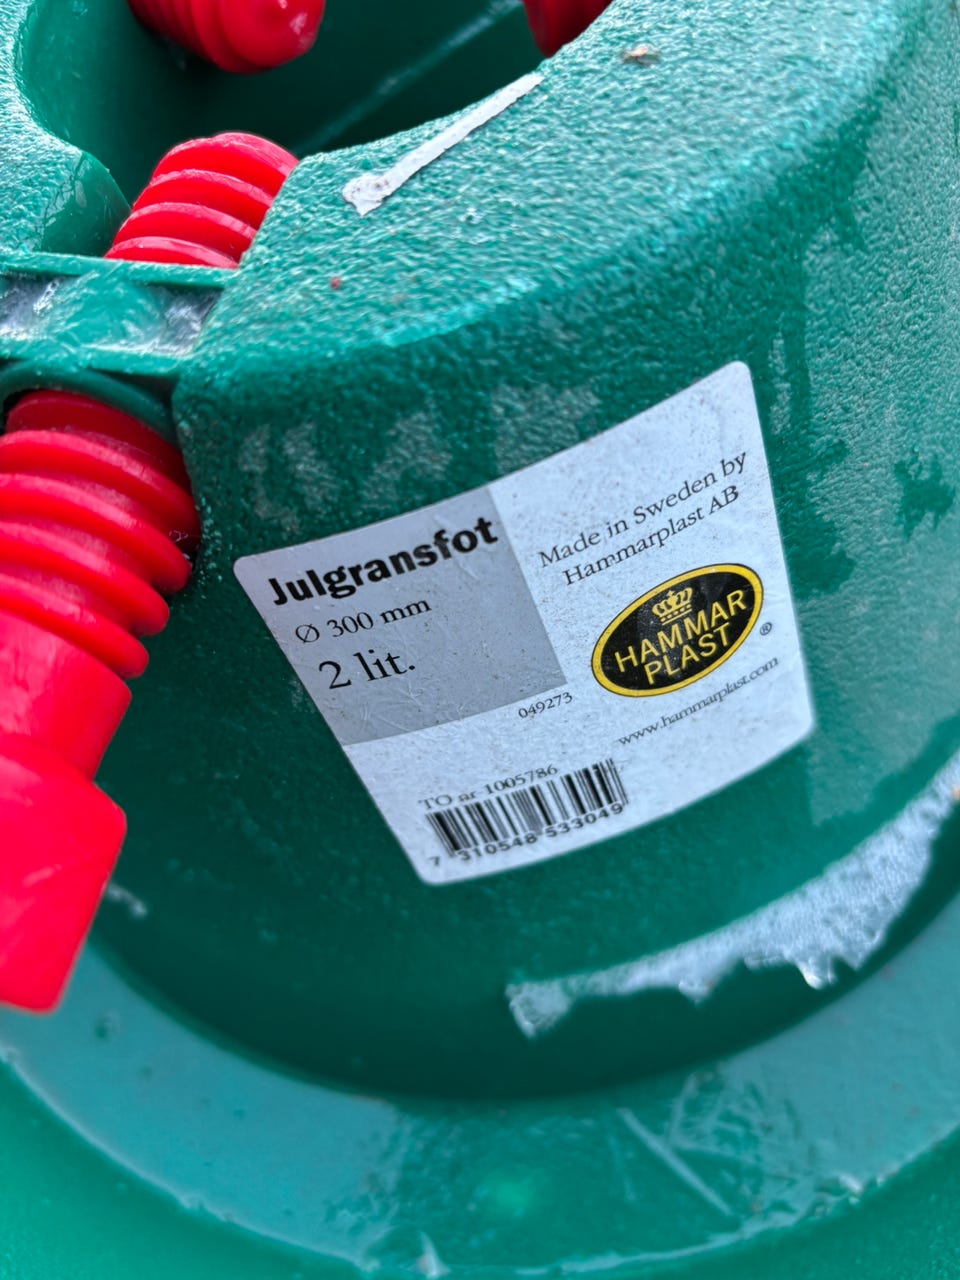 Julgransfot
Ø 300 mm
2 lit.
049273
Made in Sweden by
Hammarplast AB
HAMMAR
PLAST
®
www.hammarplast.com
TO ar 1005786
7 310548 533049